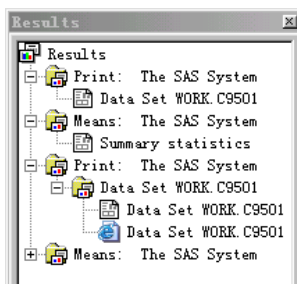 Results
Results
Print: The SAS System
Data Set WORK.C9501
Means: The SAS System
Summary statistics
Print: The SAS System
Data Set WORK.C9501
Data Set WORK.C9501
Data Set WORK.C9501
Means: The SAS System